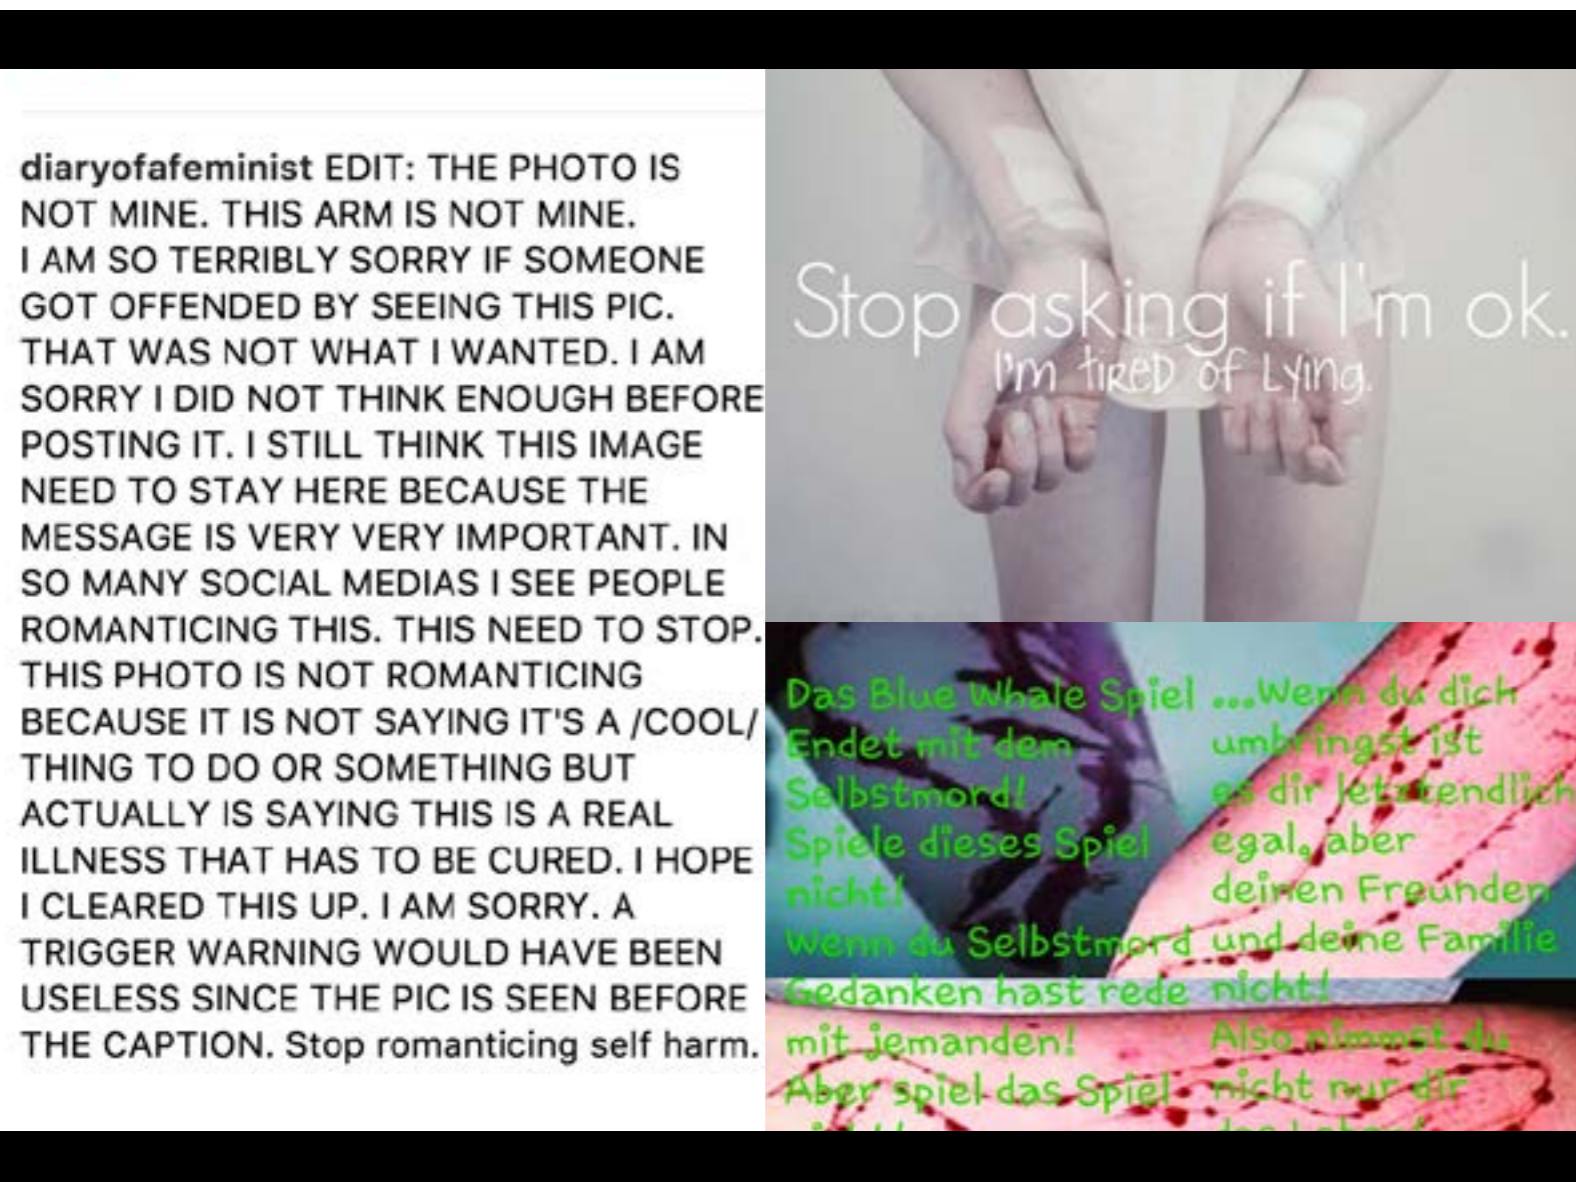 diaryofafeminist EDIT: THE PHOTO IS
NOT MINE. THIS ARM IS NOT MINE.
I AM SO TERRIBLY SORRY IF SOMEONE
GOT OFFENDED BY SEEING THIS PIC.
THAT WAS NOT WHAT I WANTED. I AM
SORRY I DID NOT THINK ENOUGH BEFORE
POSTING IT. I STILL THINK THIS IMAGE
NEED TO STAY HERE BECAUSE THE
MESSAGE IS VERY VERY IMPORTANT. IN
SO MANY SOCIAL MEDIAS I SEE PEOPLE
ROMANTICING THIS. THIS NEED TO STOP.
THIS PHOTO IS NOT ROMANTICING
BECAUSE IT IS NOT SAYING IT'S A /COOL/
THING TO DO OR SOMETHING BUT
ACTUALLY IS SAYING THIS IS A REAL
ILLNESS THAT HAS TO BE CURED. I HOPE
I CLEARED THIS UP. I AM SORRY. A
TRIGGER WARNING WOULD HAVE BEEN
USELESS SINCE THE PIC IS SEEN BEFORE
THE CAPTION. Stop romanticing self harm.
Stop asking if I'm ok.
I'm tired of Lying.
Das Blue Whale Spiel
Endet mit dem
Selbstmord!
Spiele dieses Spiel
nicht!
Wenn du Selbstmord
Gedanken hast rede
mit jemanden!
Aber spiel das Spiel
...Wenn du dich
umbringst ist
es dir letztendlich
egal, aber
deinen Freunden
und deine Familie
nicht!
Also nimmst du
nicht nur dir